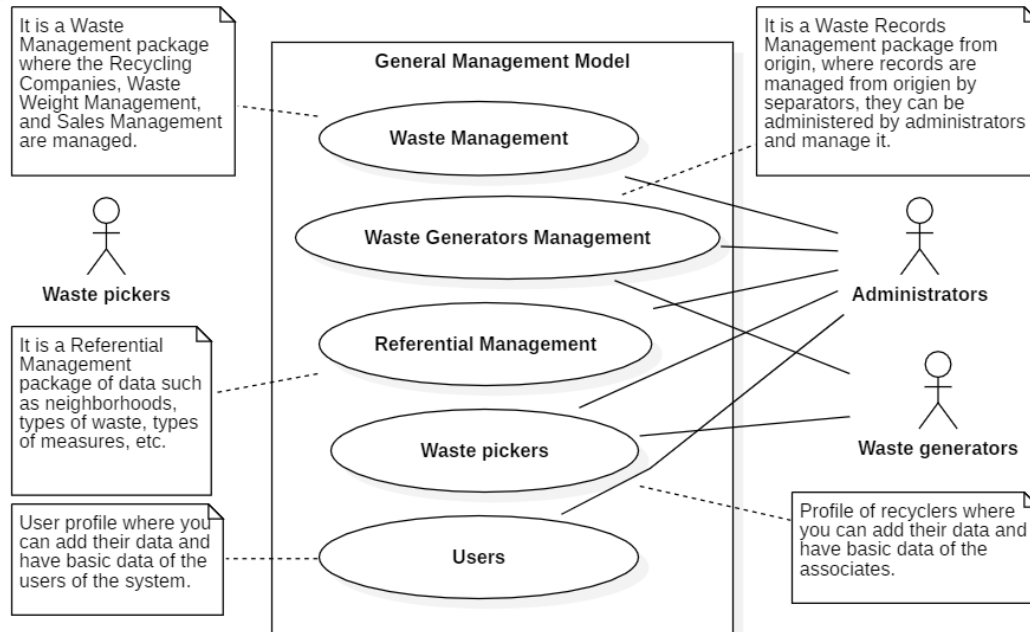 It is a Waste
Management package
where the Recycling
Companies, Waste
Weight Management,
and Sales Management
are managed.
General Management Model
It is a Waste Records
Management package from
origin, where records are
managed from origien by
separators, they can be
administered by administrators
and manage it.
Waste Management
Waste Generators Management
Waste pickers
Administrators
It is a Referential
Management
package of data such
as neighborhoods,
types of waste, types
of measures, etc.
Referential Management
Waste pickers
Waste generators
User profile where you
can add their data and
have basic data of the
users of the system.
Users
Profile of recyclers where
you can add their data and
have basic data of the
associates.